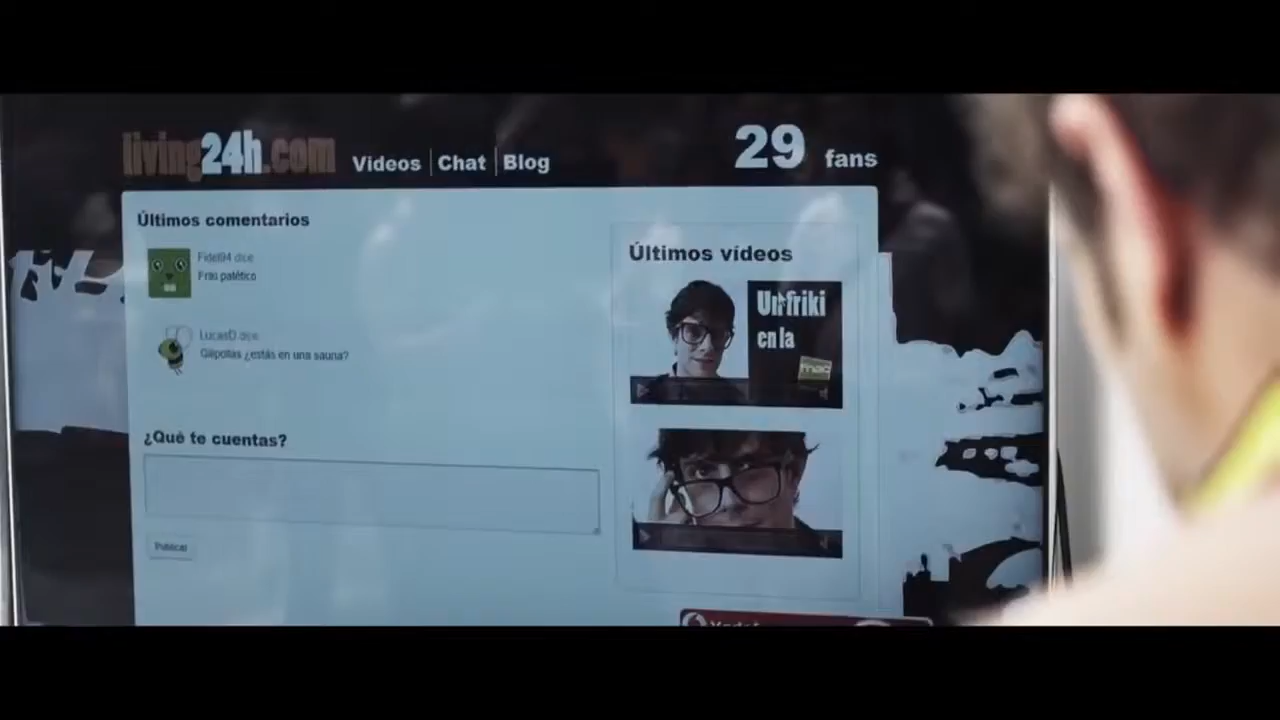 living24h.com
Videos Chat Blog
29 fans
Últimos comentarios
Fidel94 dice
Friki patético
LucasD dice
Gilipollas ¿estás en una sauna?
¿Qué te cuentas?
Publicar
Últimos vídeos
Un friki
en la
fnac